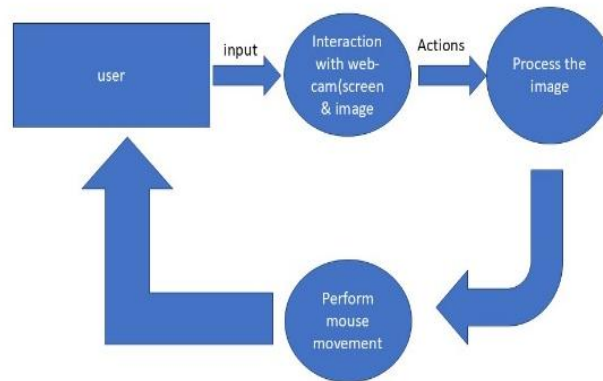 user
input
Interaction
with web-
cam(screen
& image
Actions
Process the
image
Perform
mouse
movement